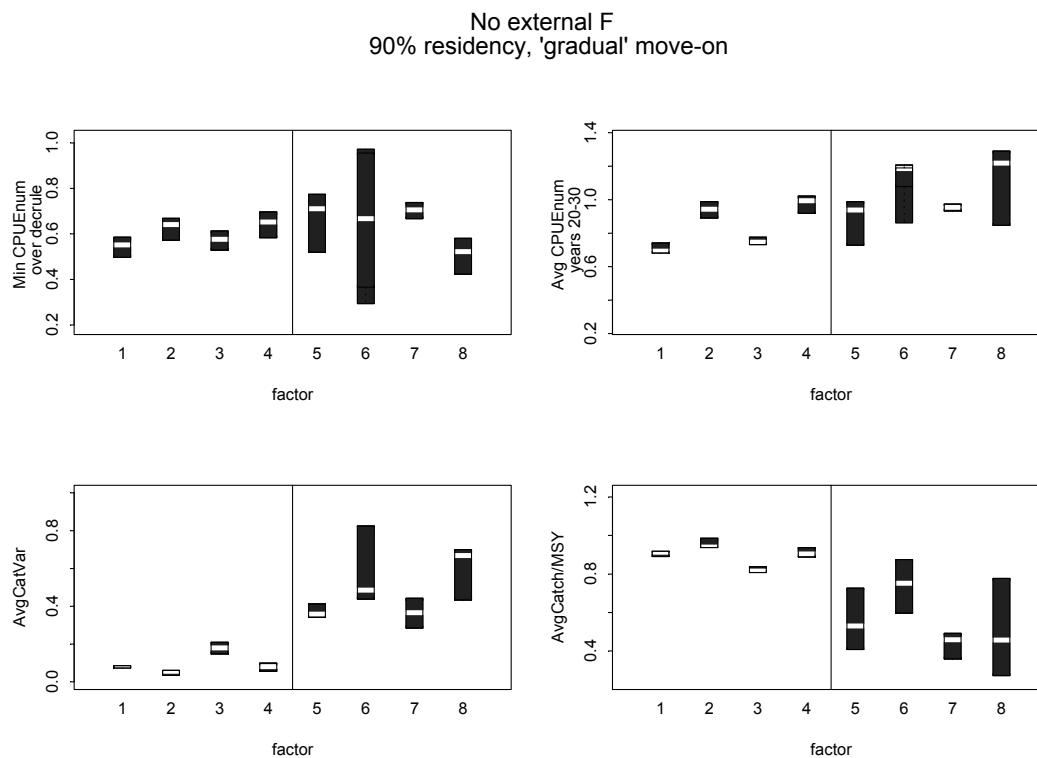 No external F
90% residency, 'gradual' move-on
Min CPUEnum
over decrule
0.2 0.4 0.6 0.8 1.0
1 2 3 4 5 6 7 8
factor
Avg CPUEnum
years 20-30
0.2 0.6 1.0 1.4
1 2 3 4 5 6 7 8
factor
AvgCatVar
0.0 0.4 0.8
1 2 3 4 5 6 7 8
factor
AvgCatch/MSY
0.4 0.8 1.2
1 2 3 4 5 6 7 8
factor